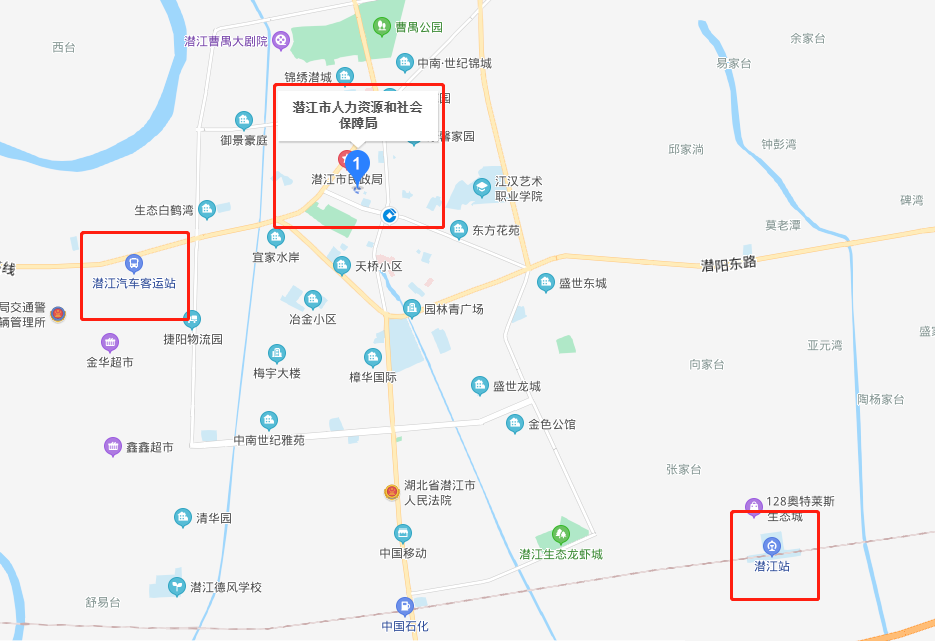 曹禺公园
余家台
潜江曹禺大剧院
西台
中南·世纪锦城
易家台
锦绣潜城
园
潜江市人力资源和社会
保障局
御景豪庭
馨家园
钟彭湾
邱家淌
1
潜江市民政局
江汉艺术
职业学院
碑湾
生态白鹤湾
莫老潭
东方花苑
宜家水岸
潜阳东路
天桥小区
线
潜江汽车客运站
盛世东城
局交通警
辆管理所
园林青广场
冶金小区
捷阳物流园
盛家
亚元湾
金华超市
向家台
梅宇大楼
樟华国际
盛世龙城
陶杨家台
金色公馆
中南世纪雅苑
鑫鑫超市
张家台
湖北省潜江市
人民法院
128奥特莱斯
生态城
清华园
中国移动
潜江生态龙虾城
潜江站
潜江德风学校
舒易台
中国石化